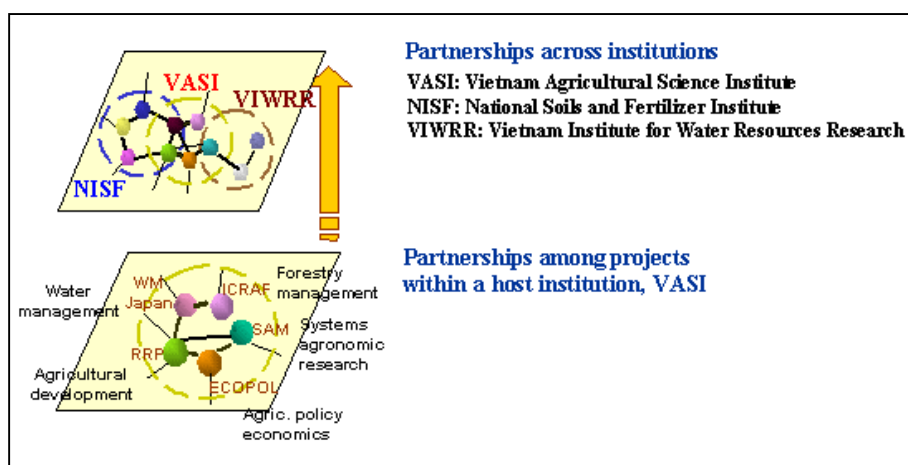 Partnerships across institutions
VASI: Vietnam Agricultural Science Institute
NISF: National Soils and Fertilizer Institute
VIWRR: Vietnam Institute for Water Resources Research
VASI
VIWRR
NISF
Partnerships among projects
within a host institution, VASI
Water
management
WM
Japan
ICRAF
Forestry
management
SAM
Systems
agronomic
research
RRP
Agricultural
development
ECOPOL
Agric. policy
economics